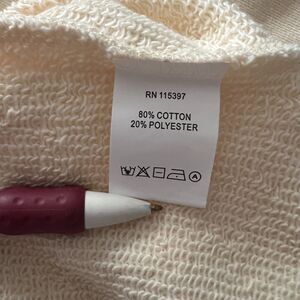 RN 115397
80% COTTON
20% POLYESTER
A